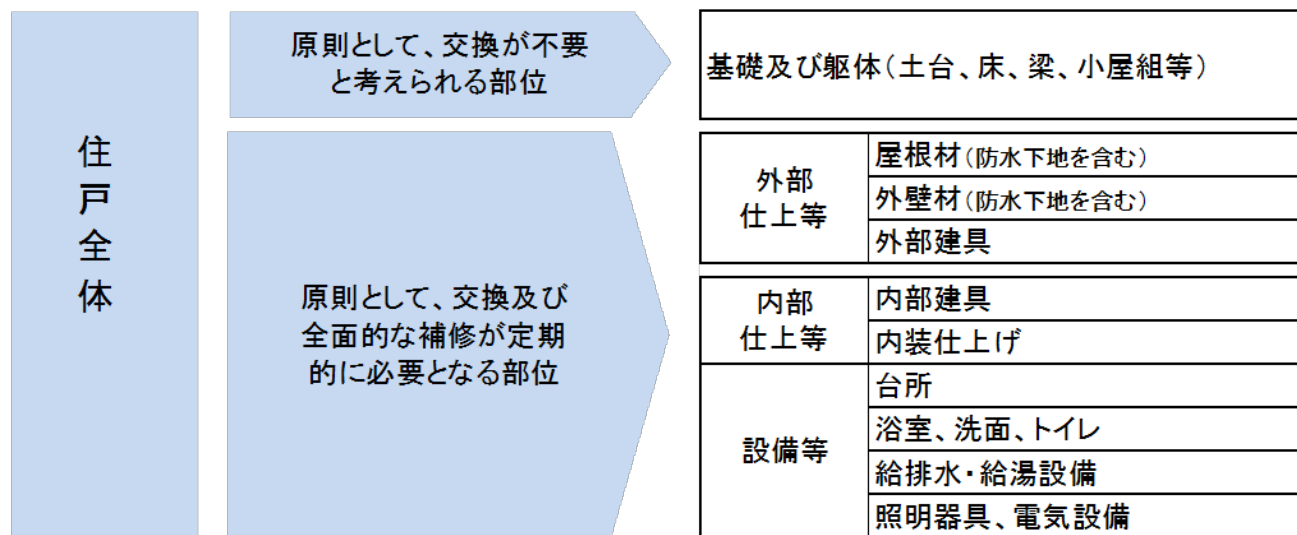 住戸全体
原則として、交換が不要
と考えられる部位
基礎及び躯体（土台、床、梁、小屋組等）
原則として、交換及び
全面的な補修が定期
的に必要となる部位
外部
仕上等
屋根材（防水下地を含む）
外壁材（防水下地を含む）
外部建具
内部
仕上等
内部建具
内装仕上げ
設備等
台所
浴室、洗面、トイレ
給排水・給湯設備
照明器具、電気設備